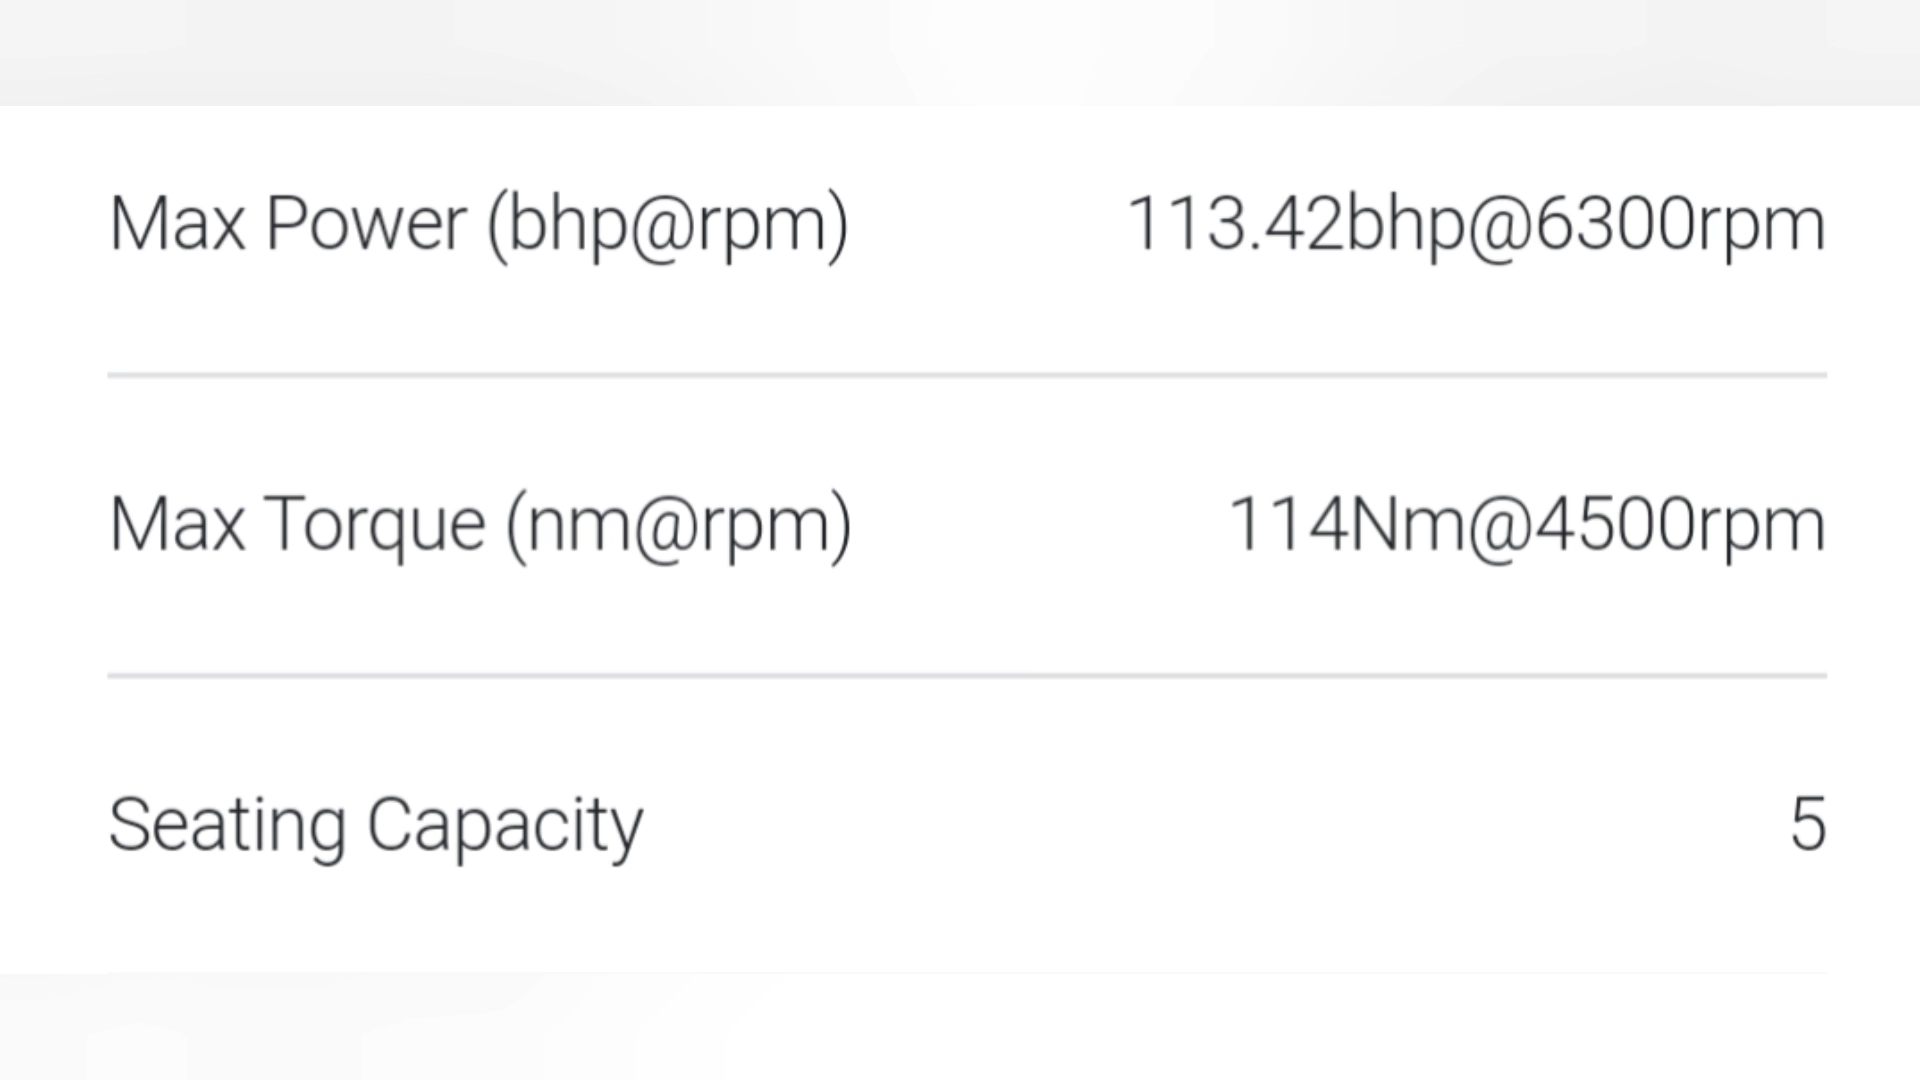 Max Power (bhp@rpm) 113.42bhp@6300rpm
Max Torque (nm@rpm) 114Nm@4500rpm
Seating Capacity 5